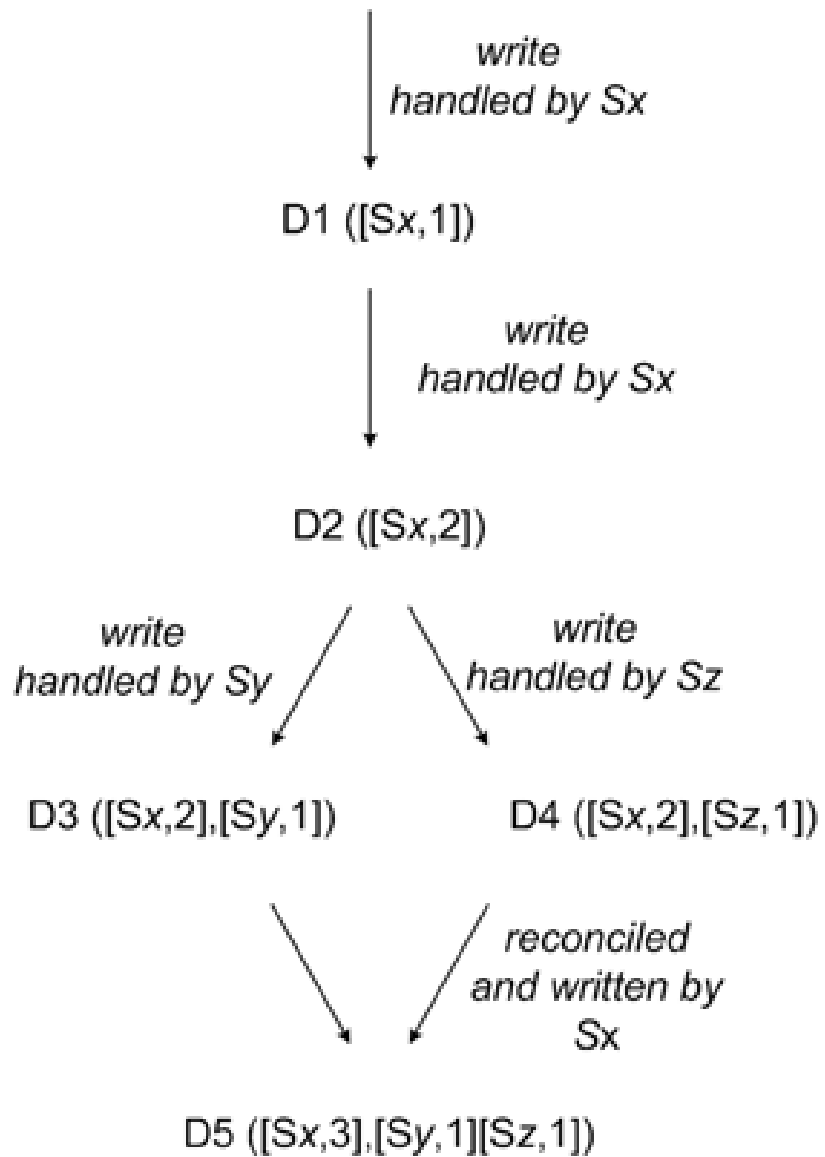 write
handled by Sx
D1 ([Sx,1])
write
handled by Sx
D2 ([Sx,2])
write
handled by Sy
write
handled by Sz
D3 ([Sx,2],[Sy,1])
D4 ([Sx,2],[Sz,1])
reconciled
and written by
Sx
D5 ([Sx,3],[Sy,1][Sz,1])